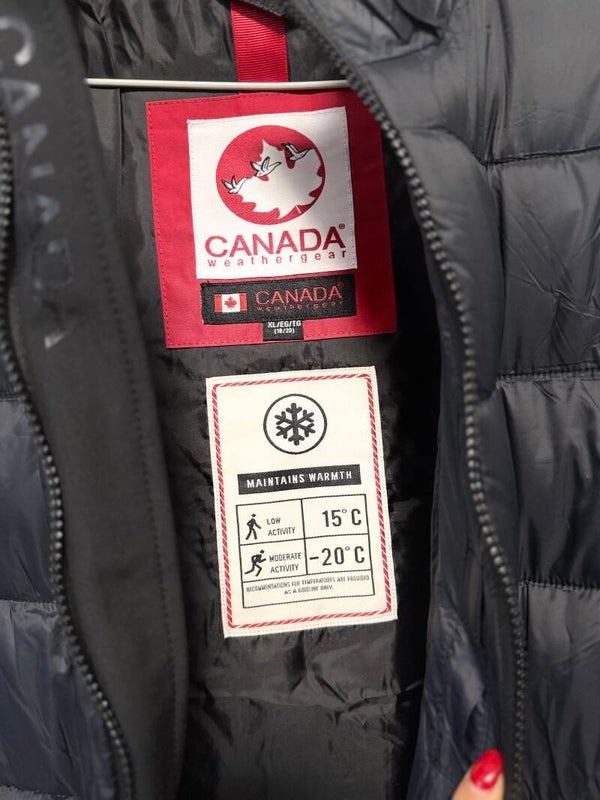 CANADA
CANADA®
Weathergear
CANADA®
weathergear
XL/EG/TG
(18/20)
MAINTAINS WARMTH
LOW
ACTIVITY
15°C
MODERATE
ACTIVITY
-20°C
RECOMMENDATIONS FOR TEMPERATURES ARE PROVIDED
AS A GUIDELINE ONLY.